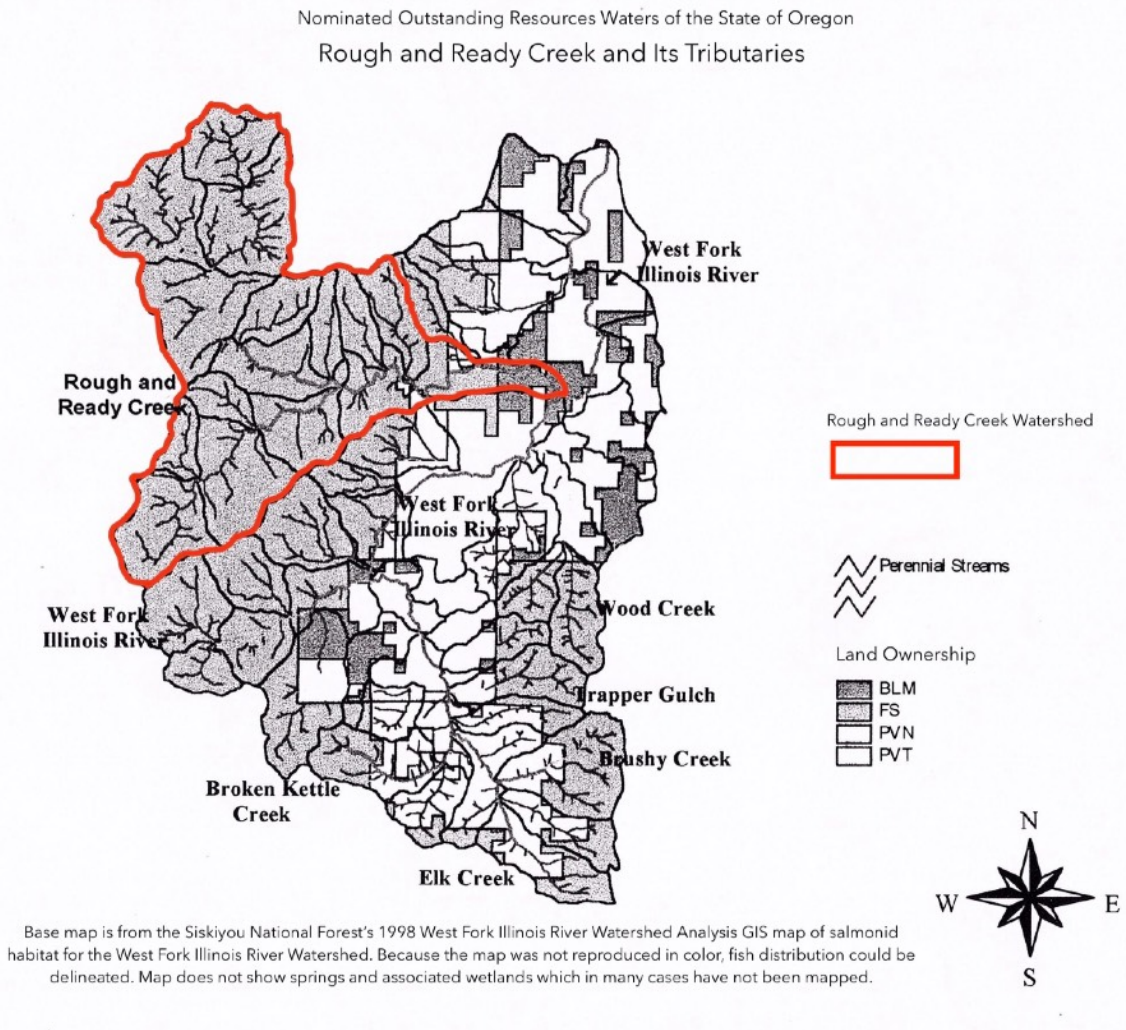 Nominated Outstanding Resources Waters of the State of Oregon
Rough and Ready Creek and Its Tributaries
West Fork
Illinois River
Rough and
Ready Creek
Rough and Ready Creek Watershed
West Fork
Illinois River
Perennial Streams
West Fork
Illinois River
Wood Creek
Land Ownership
BLM
FS
PVN
PVT
Trapper Gulch
Brushy Creek
Broken Kettle
Creek
Elk Creek
N
W
E
S
Base map is from the Siskiyou National Forest's 1998 West Fork Illinois River Watershed Analysis GIS map of salmonid
habitat for the West Fork Illinois River Watershed. Because the map was not reproduced in color, fish distribution could be
delineated. Map does not show springs and associated wetlands which in many cases have not been mapped.